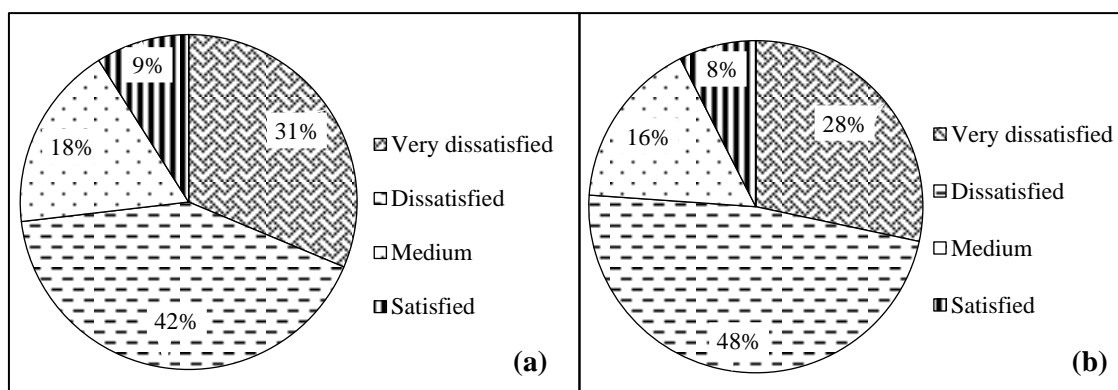 9%
31%
18%
42%
Very dissatisfied
Dissatisfied
Medium
Satisfied
(a)
8%
28%
16%
48%
Very dissatisfied
Dissatisfied
Medium
Satisfied
(b)